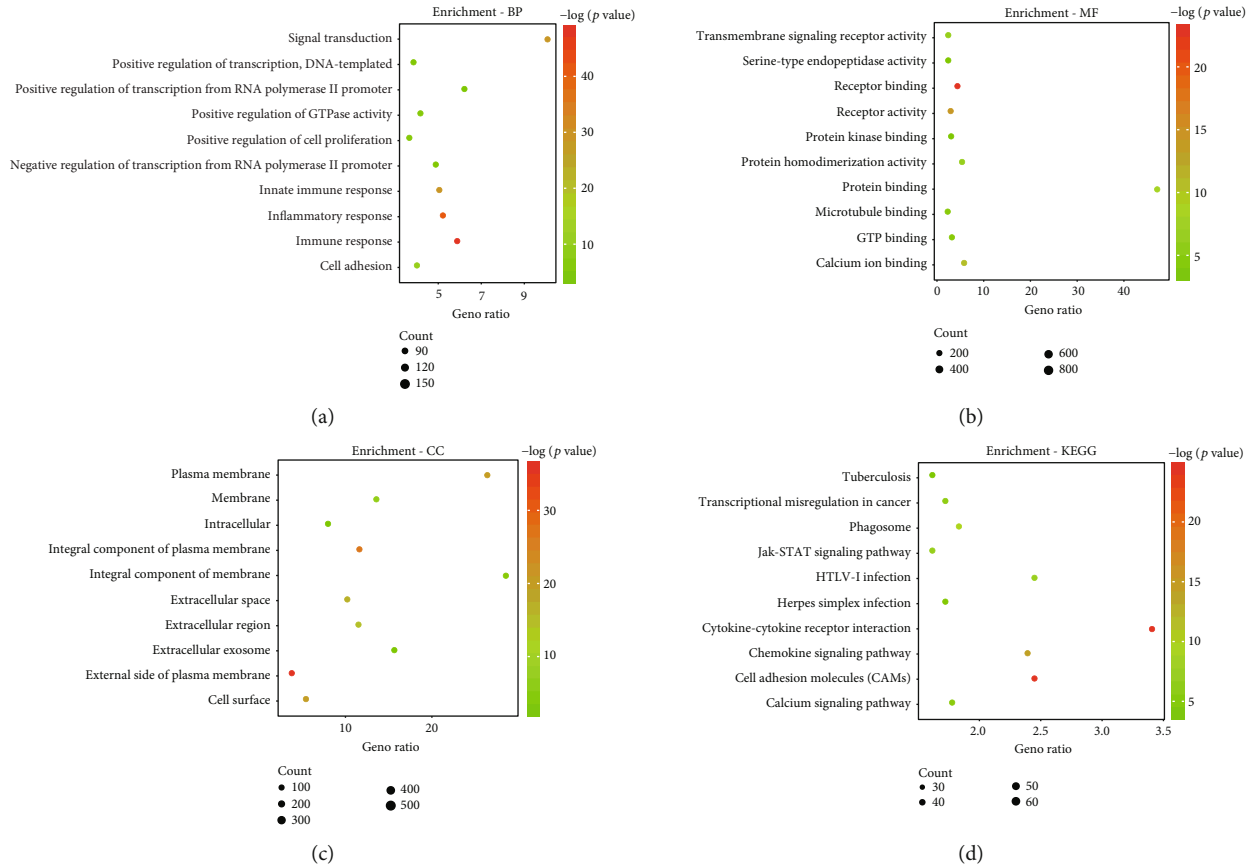 Enrichment - BP
−log (p value)
Signal transduction
Positive regulation of transcription, DNA-templated
Positive regulation of transcription from RNA polymerase II promoter
Positive regulation of GTPase activity
Positive regulation of cell proliferation
Negative regulation of transcription from RNA polymerase II promoter
Innate immune response
Inflammatory response
Immune response
Cell adhesion
40
30
20
10
5 7 9
Geno ratio
Count
90
120
150
(a)
Enrichment - MF
−log (p value)
Transmembrane signaling receptor activity
Serine-type endopeptidase activity
Receptor binding
Receptor activity
Protein kinase binding
Protein homodimerization activity
Protein binding
Microtubule binding
GTP binding
Calcium ion binding
20
15
10
5
0 10 20 30 40
Geno ratio
Count
200 600
400 800
(b)
Enrichment - CC
−log (p value)
Plasma membrane
Membrane
Intracellular
Integral component of plasma membrane
Integral component of membrane
Extracellular space
Extracellular region
Extracellular exosome
External side of plasma membrane
Cell surface
30
20
10
10 20
Geno ratio
Count
100 400
200 500
300
(c)
Enrichment - KEGG
−log (p value)
Tuberculosis
Transcriptional misregulation in cancer
Phagosome
Jak-STAT signaling pathway
HTLV-I infection
Herpes simplex infection
Cytokine-cytokine receptor interaction
Chemokine signaling pathway
Cell adhesion molecules (CAMs)
Calcium signaling pathway
20
15
10
5
2.0 2.5 3.0 3.5
Geno ratio
Count
30 50
40 60
(d)